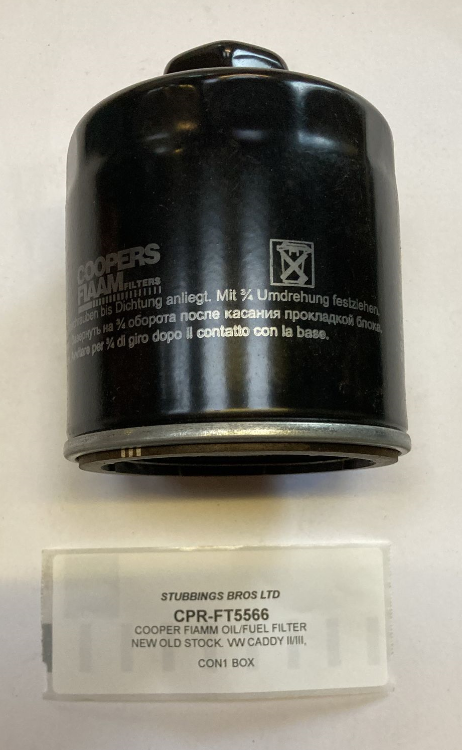 COOPERS
FIAAM FILTERS
bis Dichtung anliegt. Mit ¾ Umdrehung festziehen.
на ¾ оборота после касания прокладкой блока.
per ¾ di giro dopo il contatto con la base.
STUBBINGS BROS LTD
CPR-FT5566
COOPER FIAMM OIL/FUEL FILTER
NEW OLD STOCK. VW CADDY II/III,
CON1 BOX